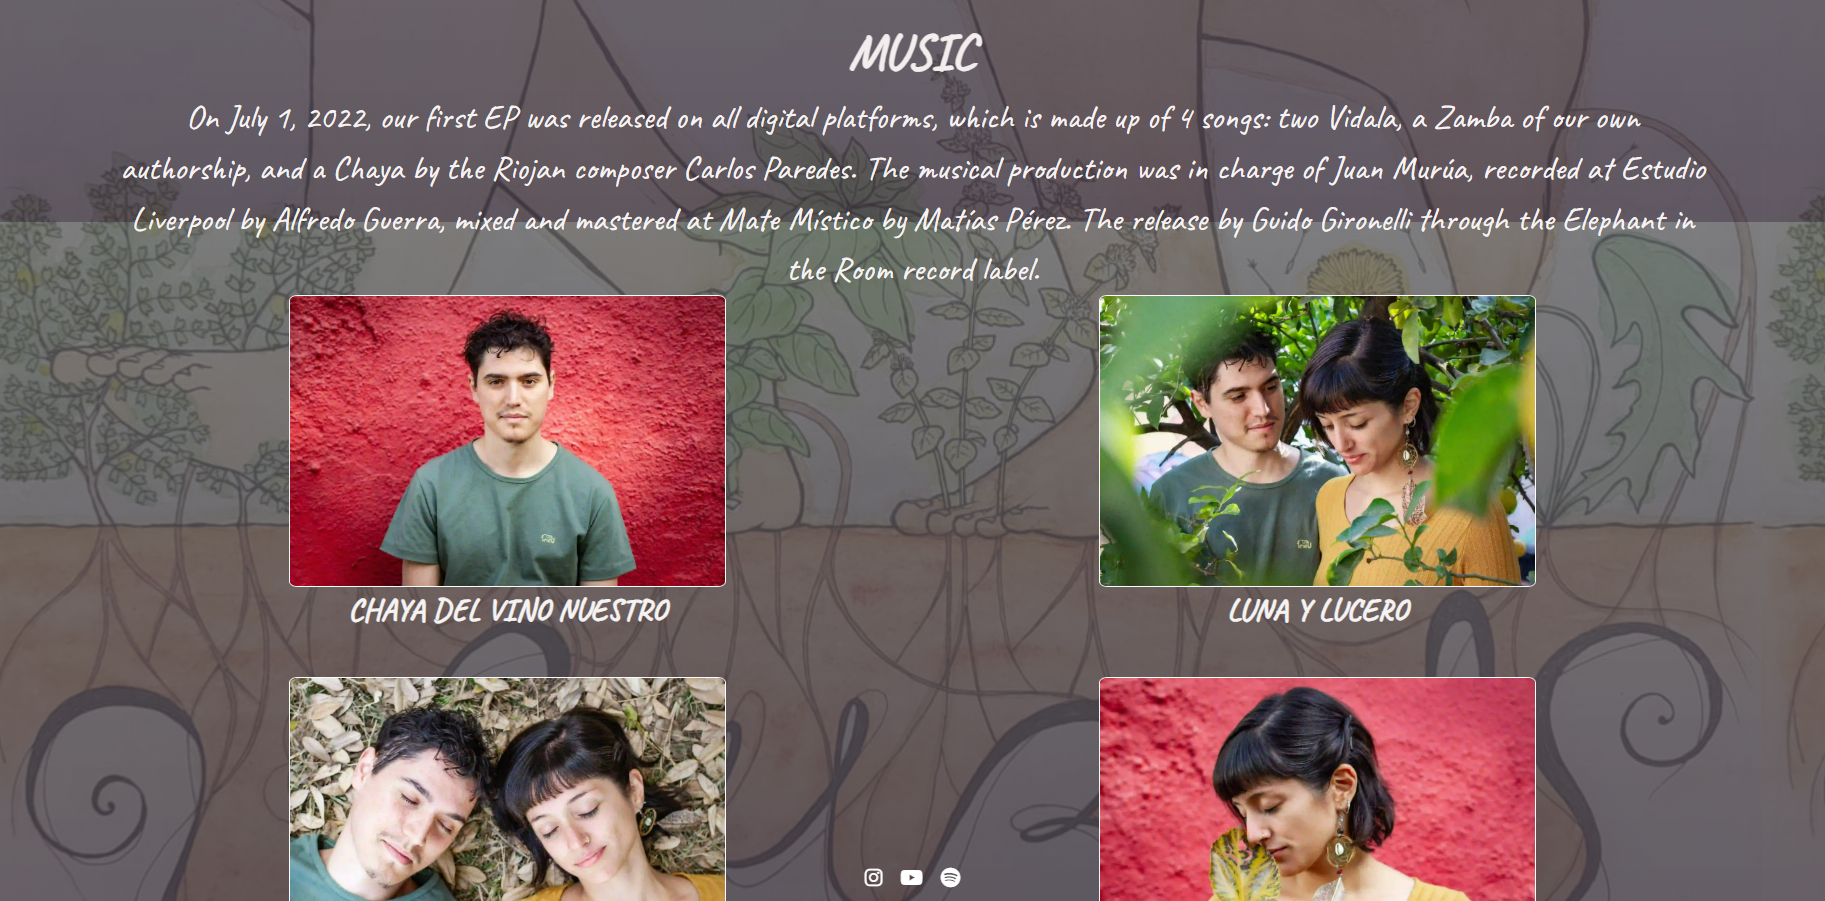 MUSIC
On July 1, 2022, our first EP was released on all digital platforms, which is made up of 4 songs: two Vidala, a Zamba of our own
authorship, and a Chaya by the Riojan composer Carlos Paredes. The musical production was in charge of Juan Murúa, recorded at Estudio
Liverpool by Alfredo Guerra, mixed and mastered at Mate Místico by Matías Pérez. The release by Guido Gironelli through the Elephant in
the Room record label.
CHAYA DEL VINO NUESTRO
LUNA Y LUCERO